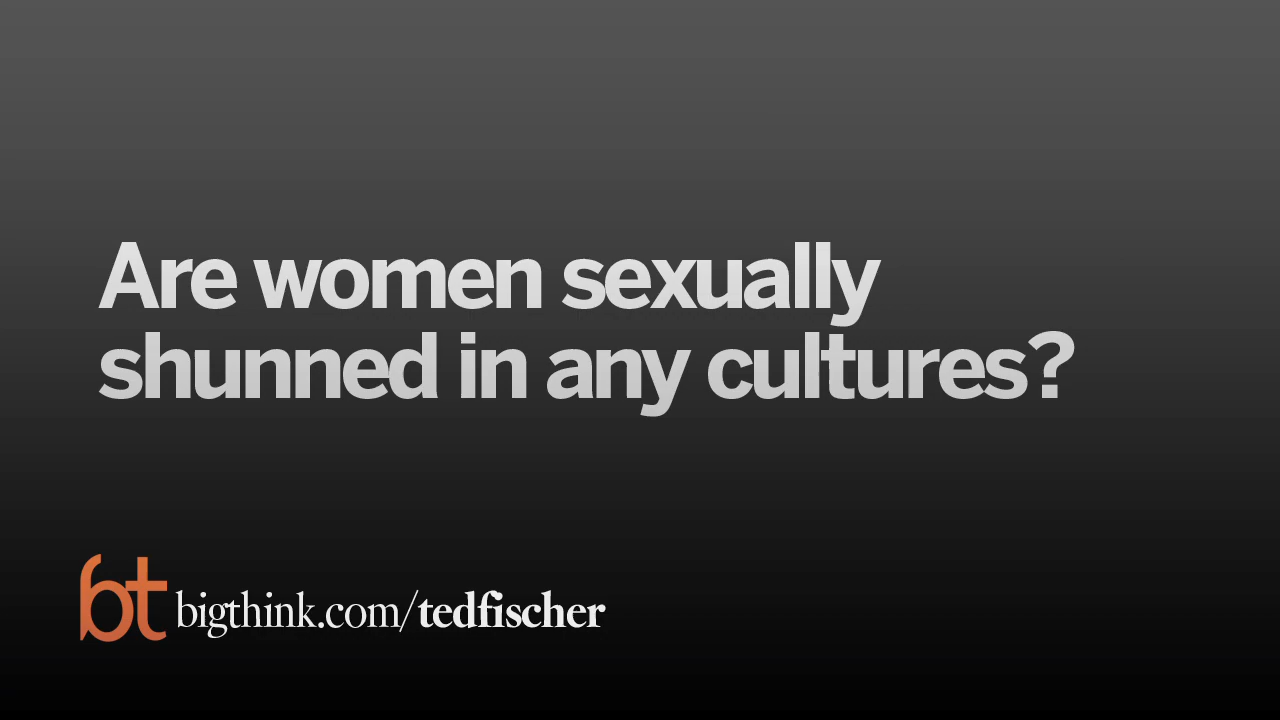 Are women sexually
shunned in any cultures?
bt bigthink.com/tedfischer